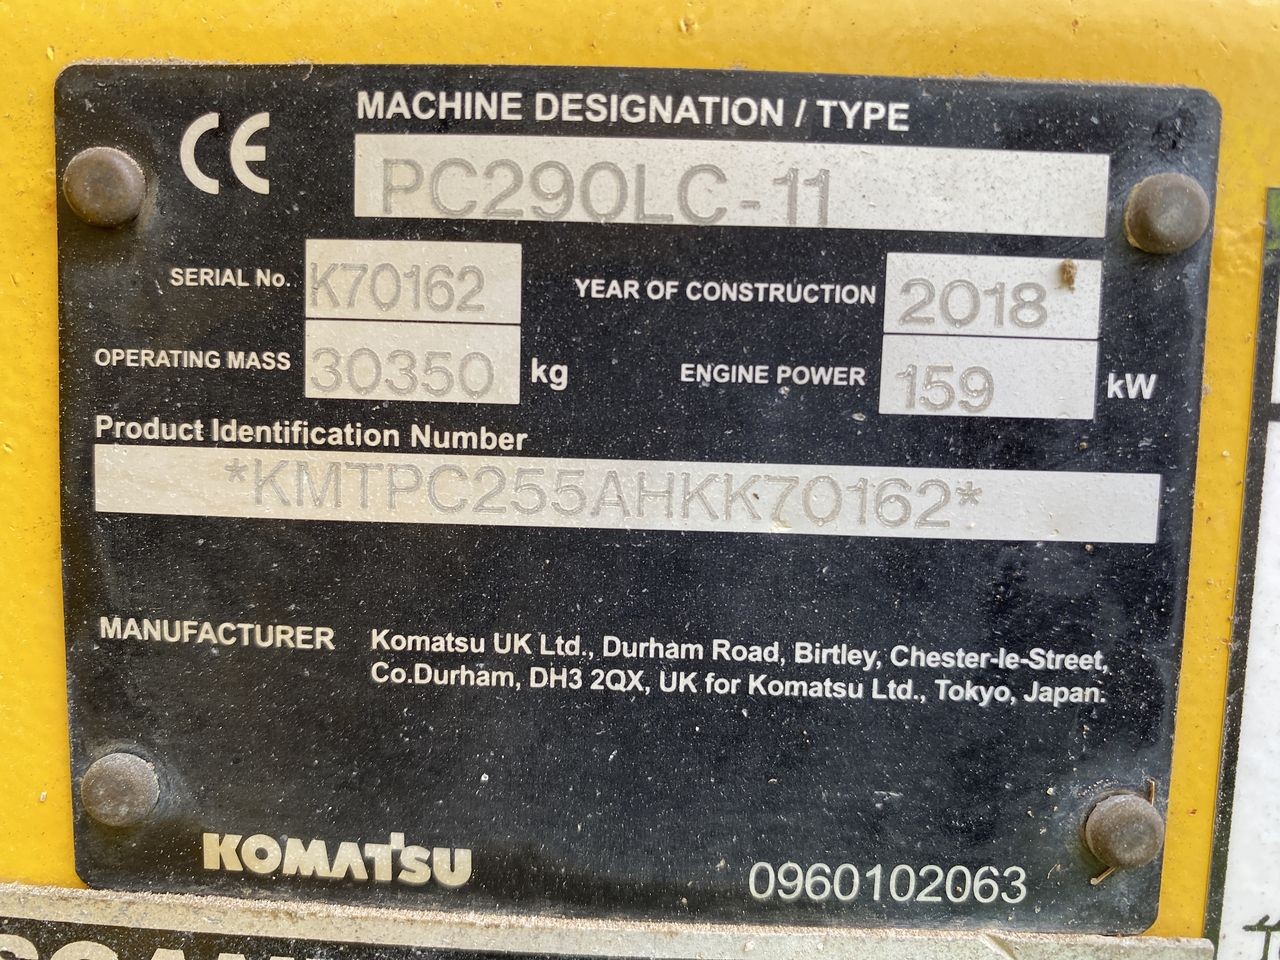 CE
MACHINE DESIGNATION / TYPE
PC290LC-11
SERIAL No. K70162
YEAR OF CONSTRUCTION 2018
OPERATING MASS 30350 kg
ENGINE POWER 159 kW
Product Identification Number
*KMTPC255AHKK70162*
MANUFACTURER Komatsu UK Ltd., Durham Road, Birtley, Chester-le-Street,
Co.Durham, DH3 2QX, UK for Komatsu Ltd., Tokyo, Japan.
KOMATSU
0960102063